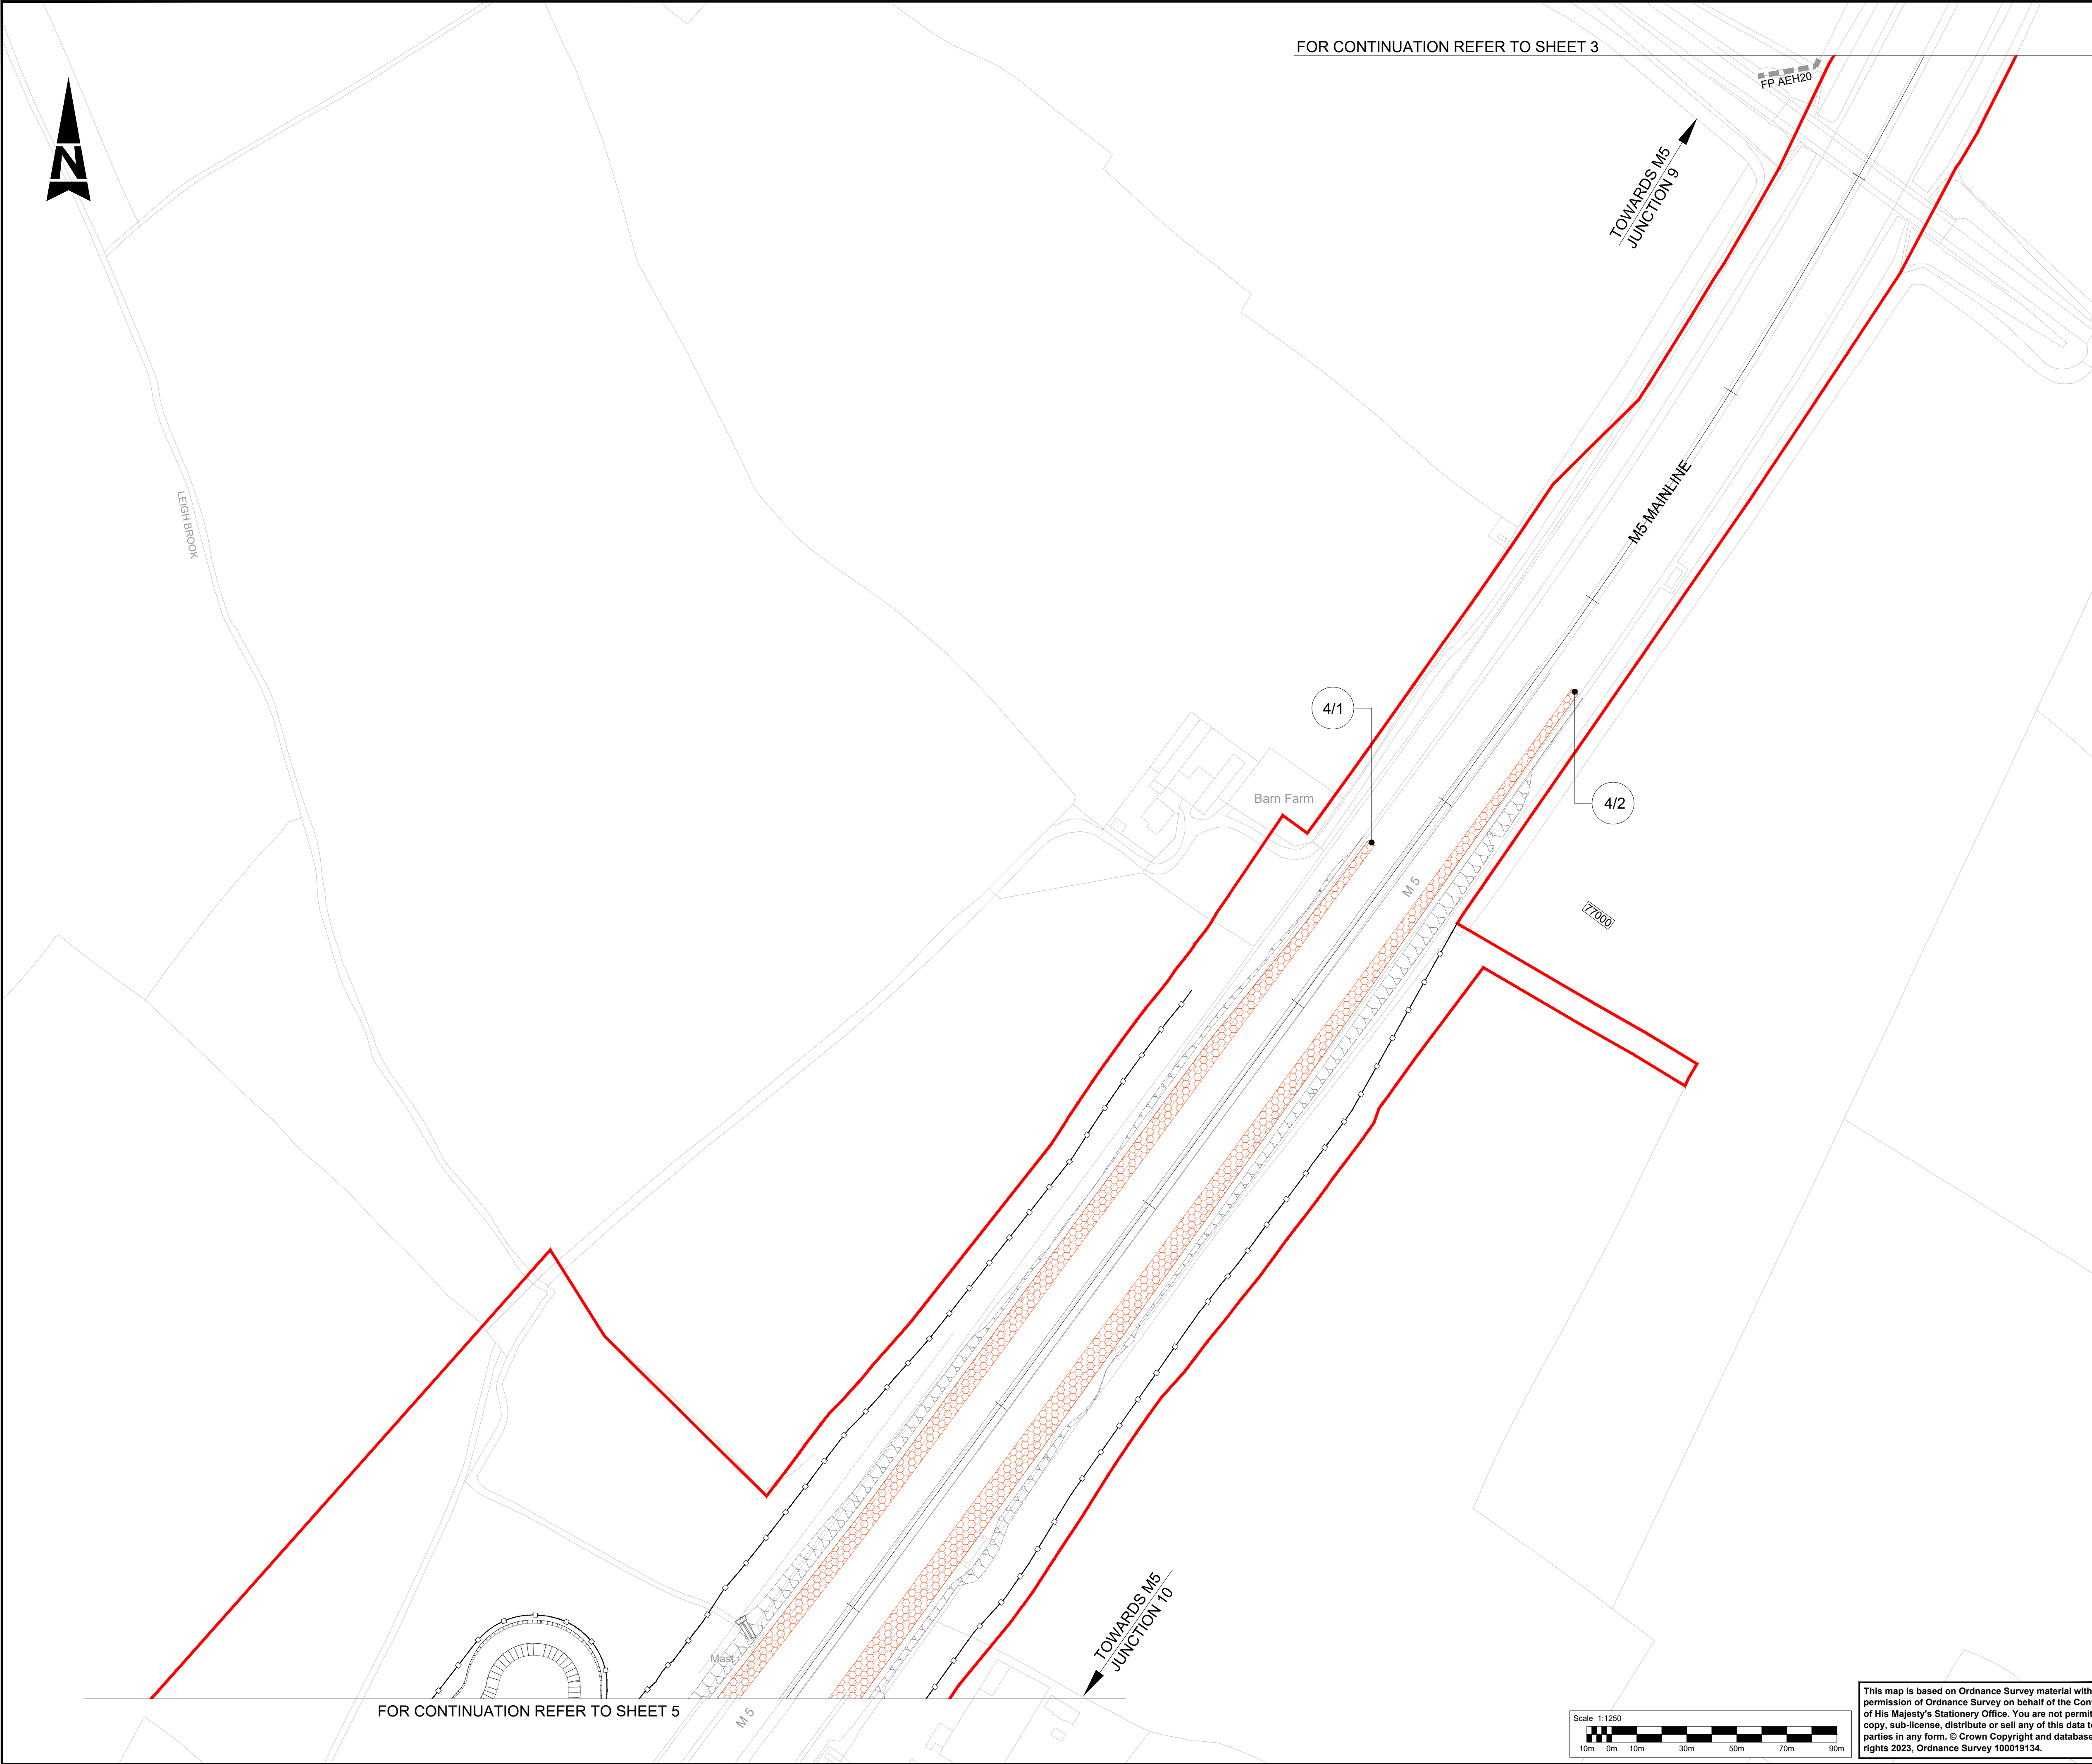 FOR CONTINUATION REFER TO SHEET 3
FP AEH20
N
TOWARDS M5
JUNCTION 9
LEIGH BROOK
M5 MAINLINE
4/1
4/2
Barn Farm
M 5
77000
TOWARDS M5
JUNCTION 10
Mast
FOR CONTINUATION REFER TO SHEET 5
M 5
Scale 1:1250
10m 0m 10m 30m 50m 70m 90m
This map is based on Ordnance Survey material with
permission of Ordnance Survey on behalf of the
of His Majesty's Stationery Office. You are not
copy, sub-license, distribute or sell any of this data
parties in any form. © Crown Copyright and database
rights 2023, Ordnance Survey 100019134.